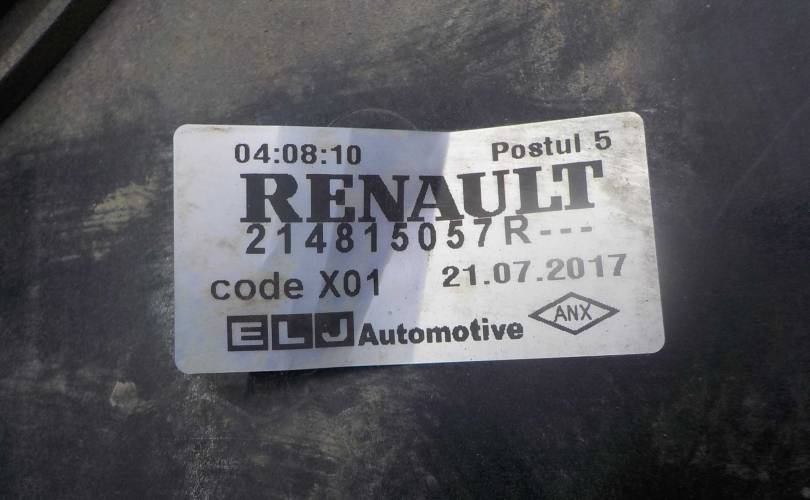 04:08:10 Postul 5
RENAULT
214815057R---
code X01 21.07.2017
ELJ Automotive ANX